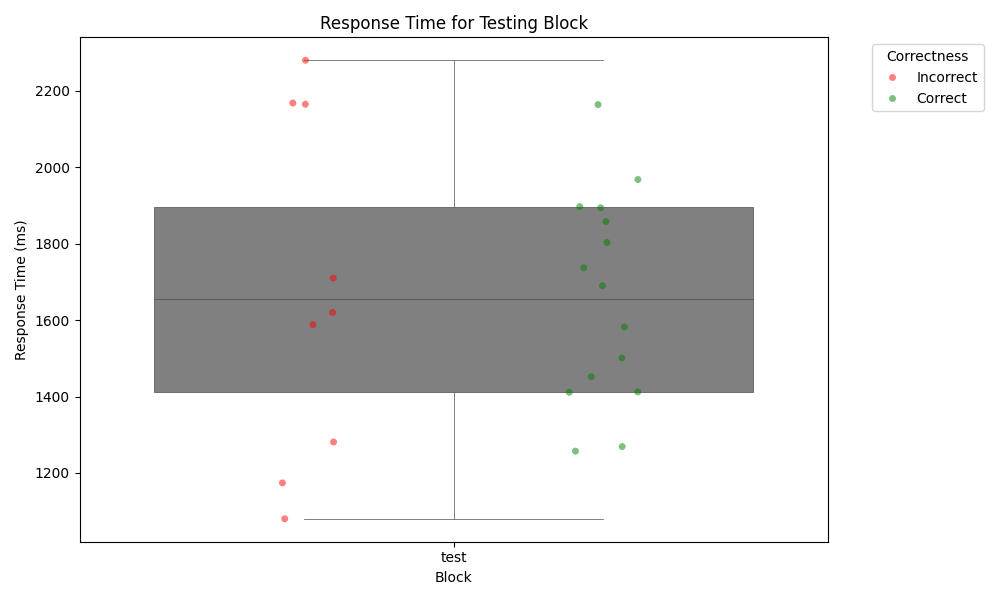 Response Time for Testing Block
Correctness
Incorrect
Correct
Response Time (ms)
2200
2000
1800
1600
1400
1200
test
Block